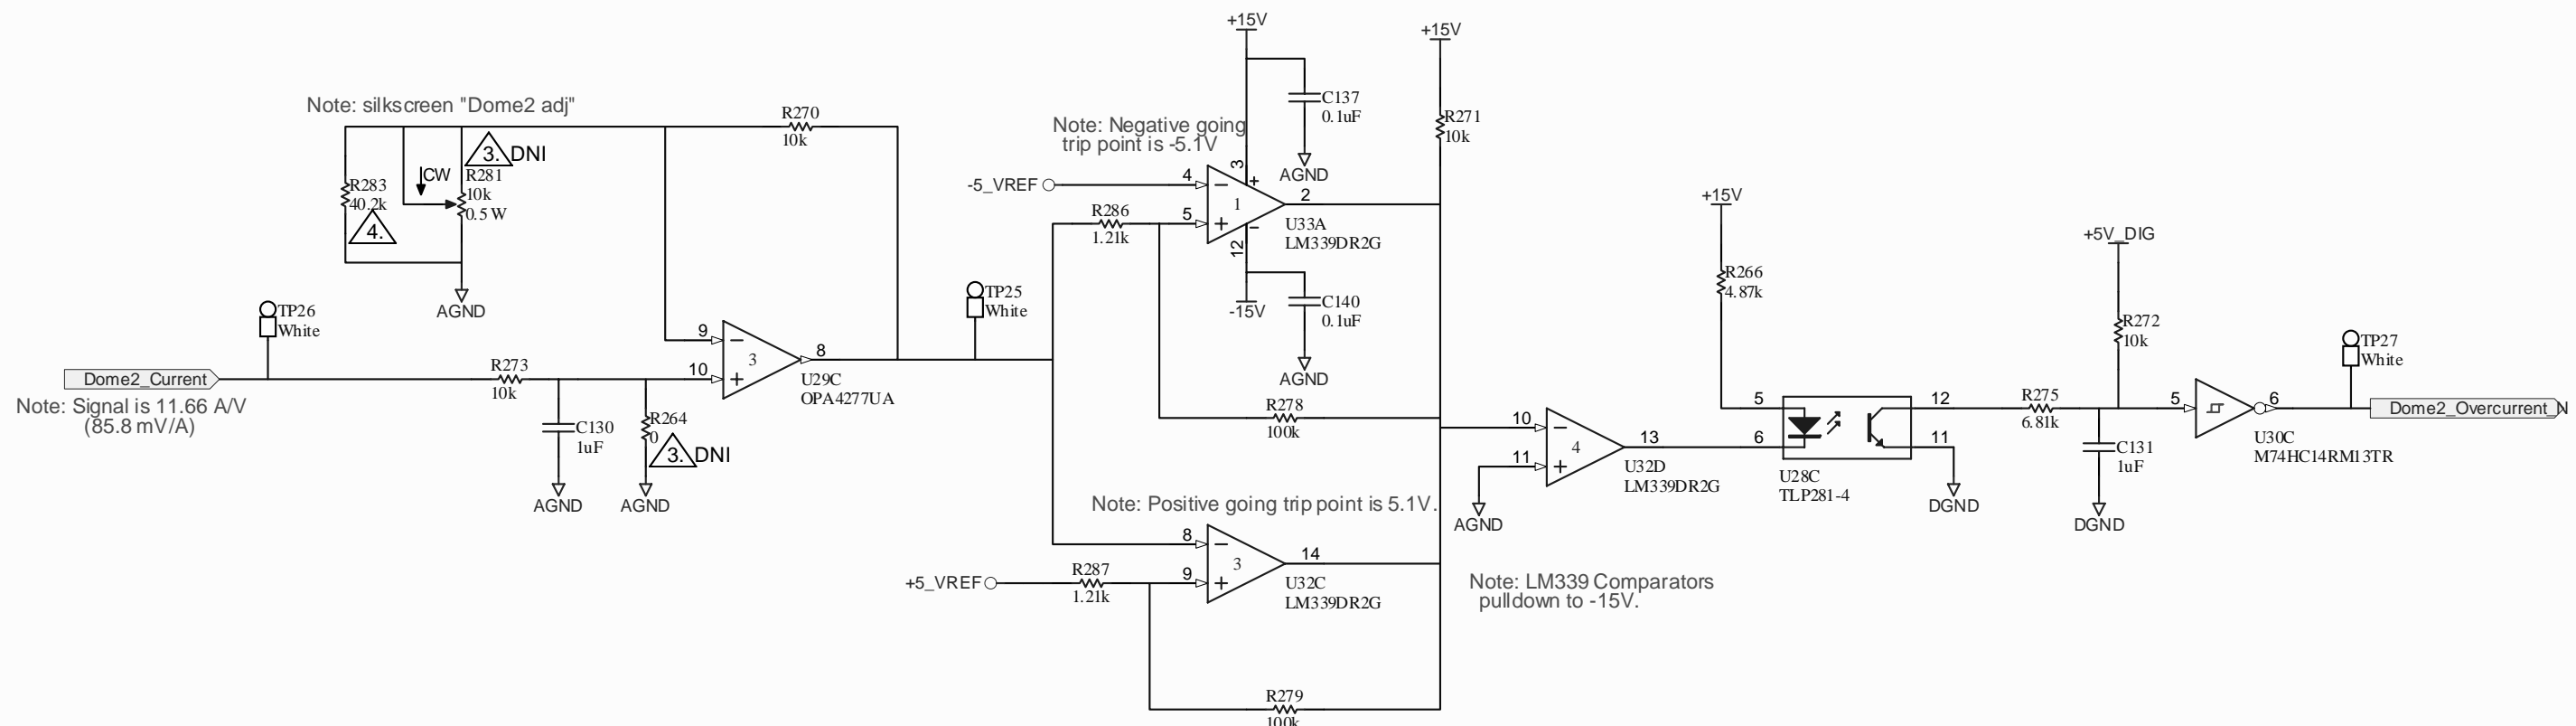 +15V
+15V
Note: silkscreen "Dome2 adj"
R270
10k
C137
0.1uF
R271
10k
Note: Negative going
trip point is -5.1V
3. DNI
CW
R281
10k
0.5 W
R283
40.2k
4.
AGND
3
+
AGND
-5_VREF
4
−
1
2
5
+
R286
1.21k
U33A
LM339DR2G
−
12
+15V
-15V
C140
0.1uF
AGND
R266
4.87k
+5V_DIG
R272
10k
TP26
White
TP25
White
TP27
White
9
−
3
8
10
+
U29C
OPA4277UA
Dome2_Current
Note: Signal is 11.66 A/V
(85.8 mV/A)
R273
10k
C130
1uF
R264
0
3. DNI
AGND
AGND
R278
100k
10
−
4
13
11
+
U32D
LM339DR2G
AGND
5
6
12
11
U28C
TLP281-4
DGND
R275
6.81k
C131
1uF
DGND
5
6
U30C
M74HC14RM13TR
Dome2_Overcurrent_N
Note: Positive going trip point is 5.1V.
8
−
3
14
9
+
U32C
LM339DR2G
+5_VREF
R287
1.21k
Note: LM339 Comparators
pulldown to -15V.
R279
100k